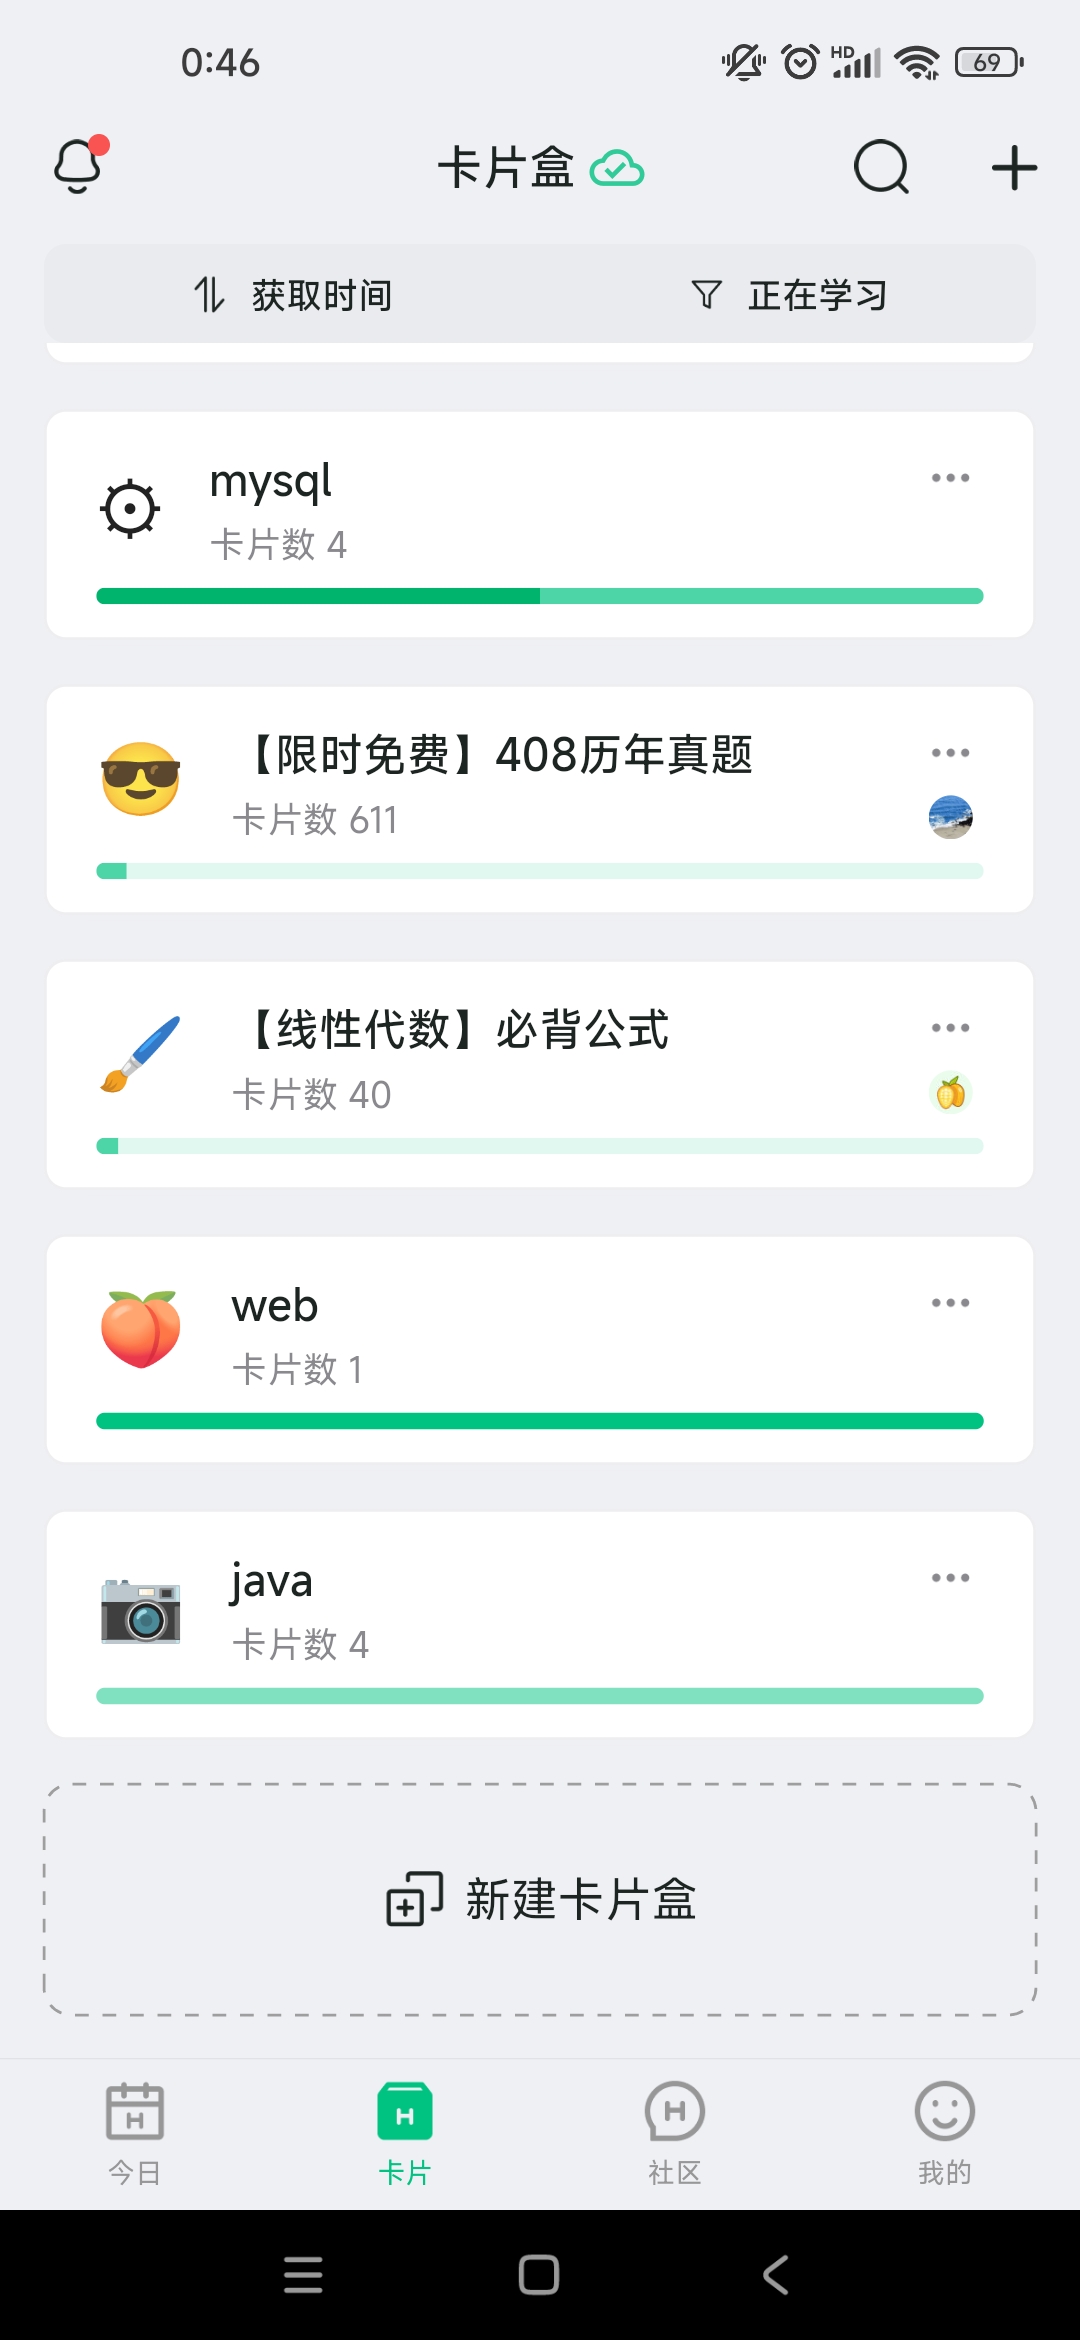 0:46
HD
69
卡片盒
获取时间
正在学习
mysql
卡片数 4
【限时免费】408历年真题
卡片数 611
【线性代数】必背公式
卡片数 40
web
卡片数 1
java
卡片数 4
新建卡片盒
今日
卡片
社区
我的